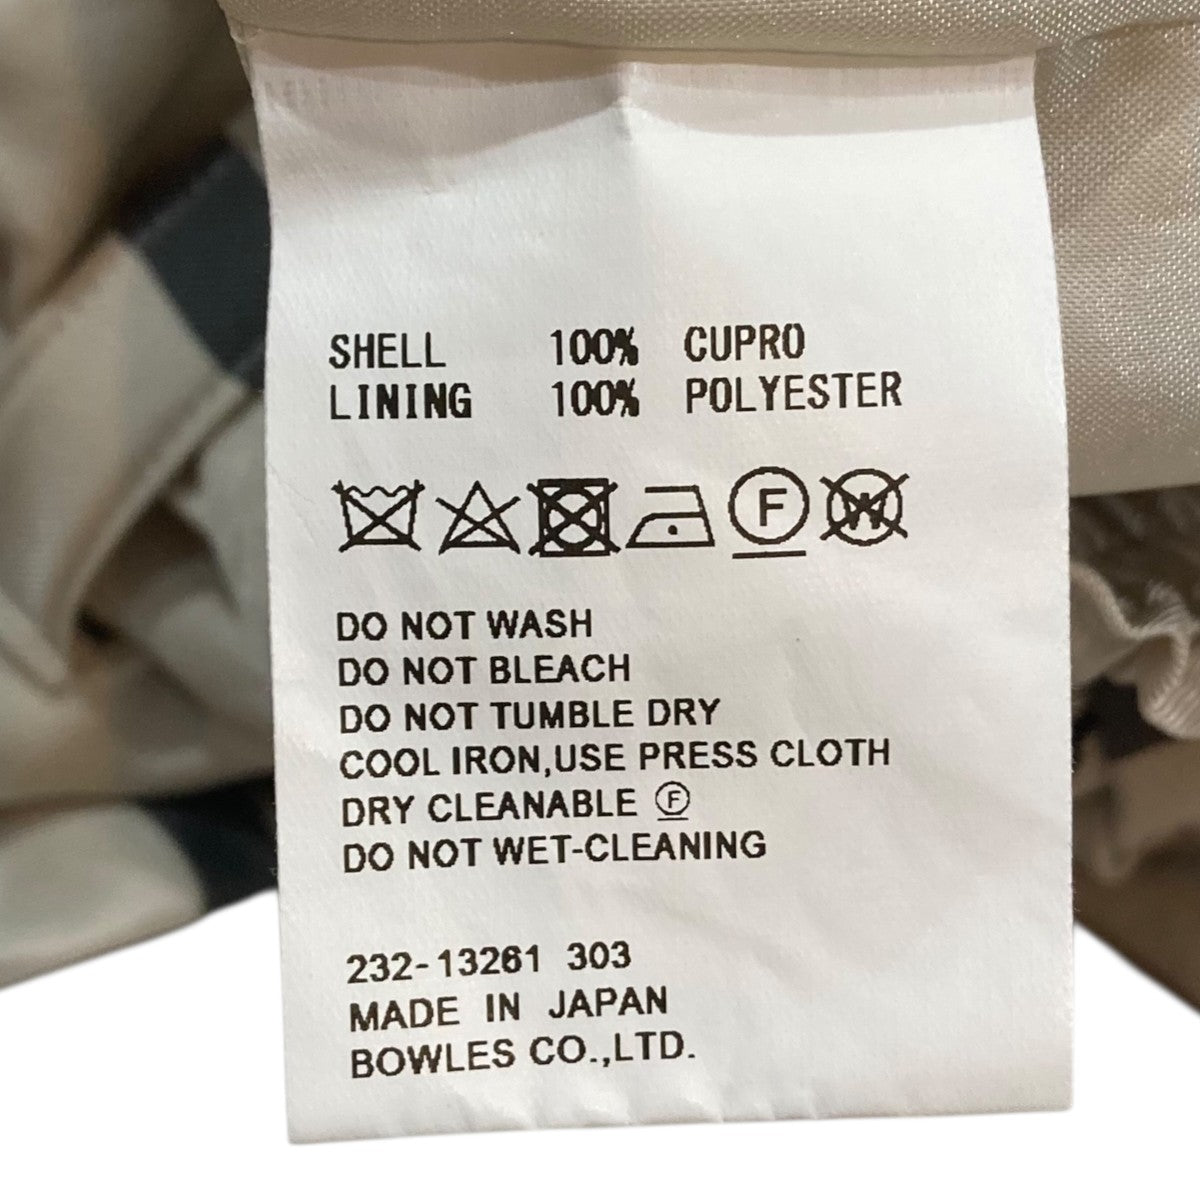 SHELL 100% CUPRO
LINING 100% POLYESTER
F W
DO NOT WASH
DO NOT BLEACH
DO NOT TUMBLE DRY
COOL IRON,USE PRESS CLOTH
DRY CLEANABLE Ⓕ
DO NOT WET-CLEANING
232-13261 303
MADE IN JAPAN
BOWLES CO.,LTD.